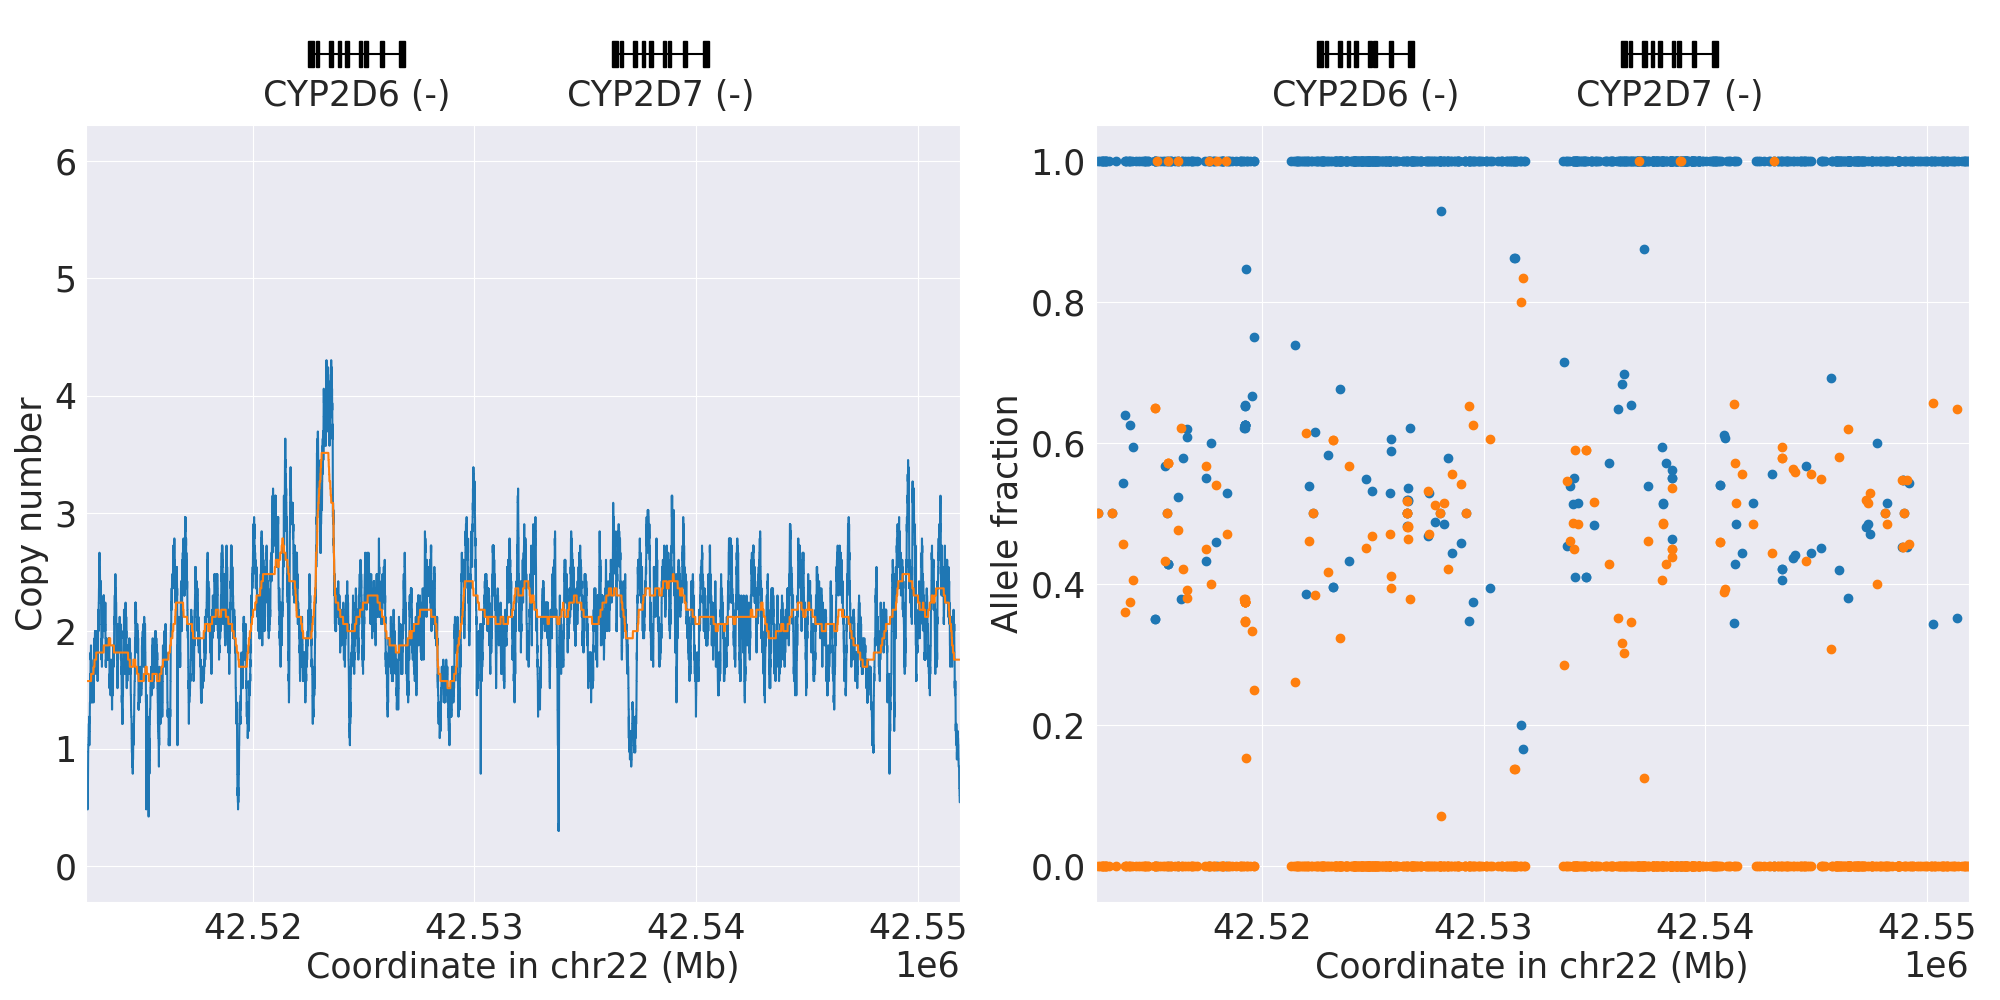 CYP2D6 (-)
CYP2D7 (-)
6
5
4
3
2
1
0
Copy number
42.52
42.53
42.54
42.55
Coordinate in chr22 (Mb)
1e6
CYP2D6 (-)
CYP2D7 (-)
1.0
0.8
0.6
0.4
0.2
0.0
Allele fraction
42.52
42.53
42.54
42.55
Coordinate in chr22 (Mb)
1e6